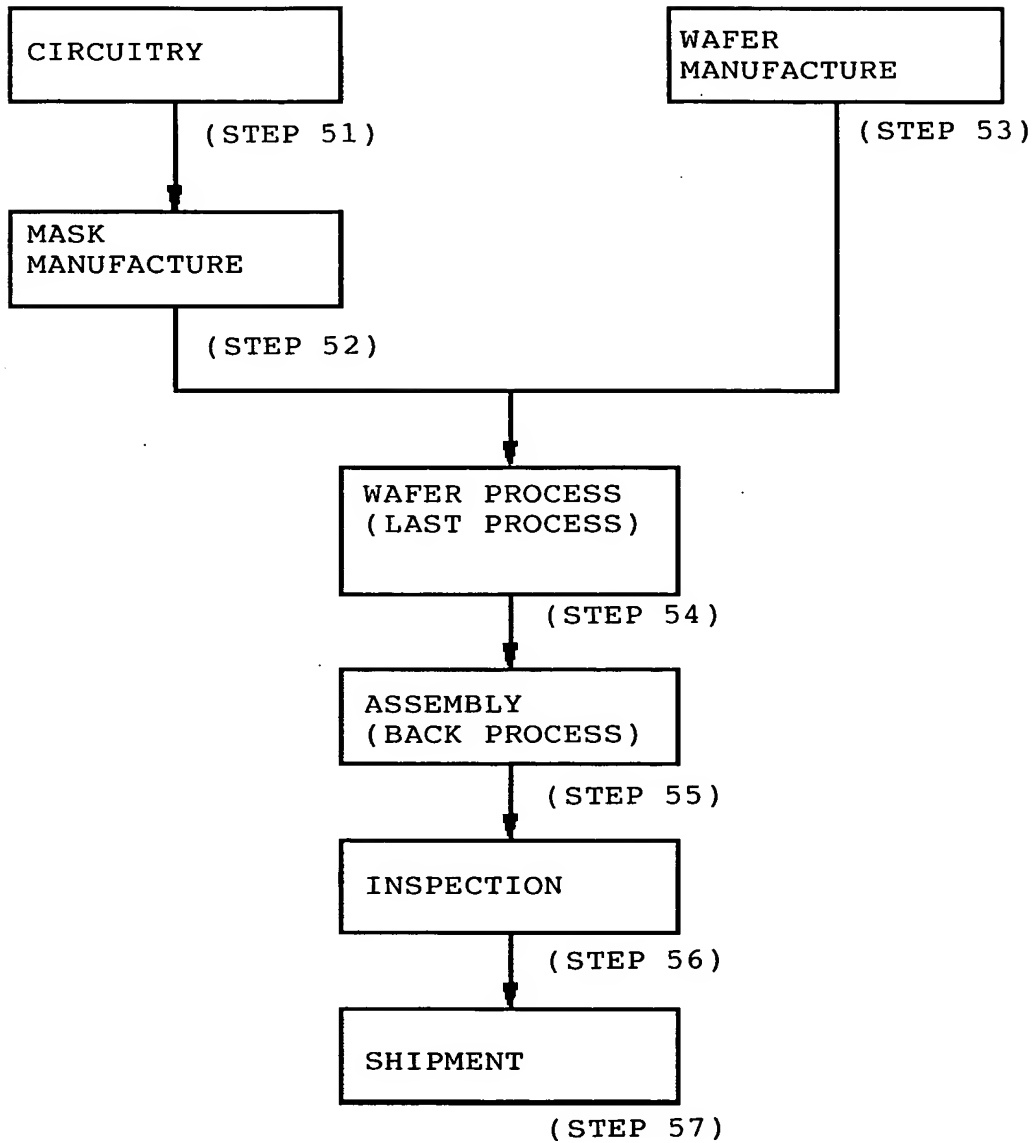 CIRCUITRY
(STEP 51)
WAFER
MANUFACTURE
(STEP 53)
MASK
MANUFACTURE
(STEP 52)
WAFER PROCESS
(LAST PROCESS)
(STEP 54)
ASSEMBLY
(BACK PROCESS)
(STEP 55)
INSPECTION
(STEP 56)
SHIPMENT
(STEP 57)